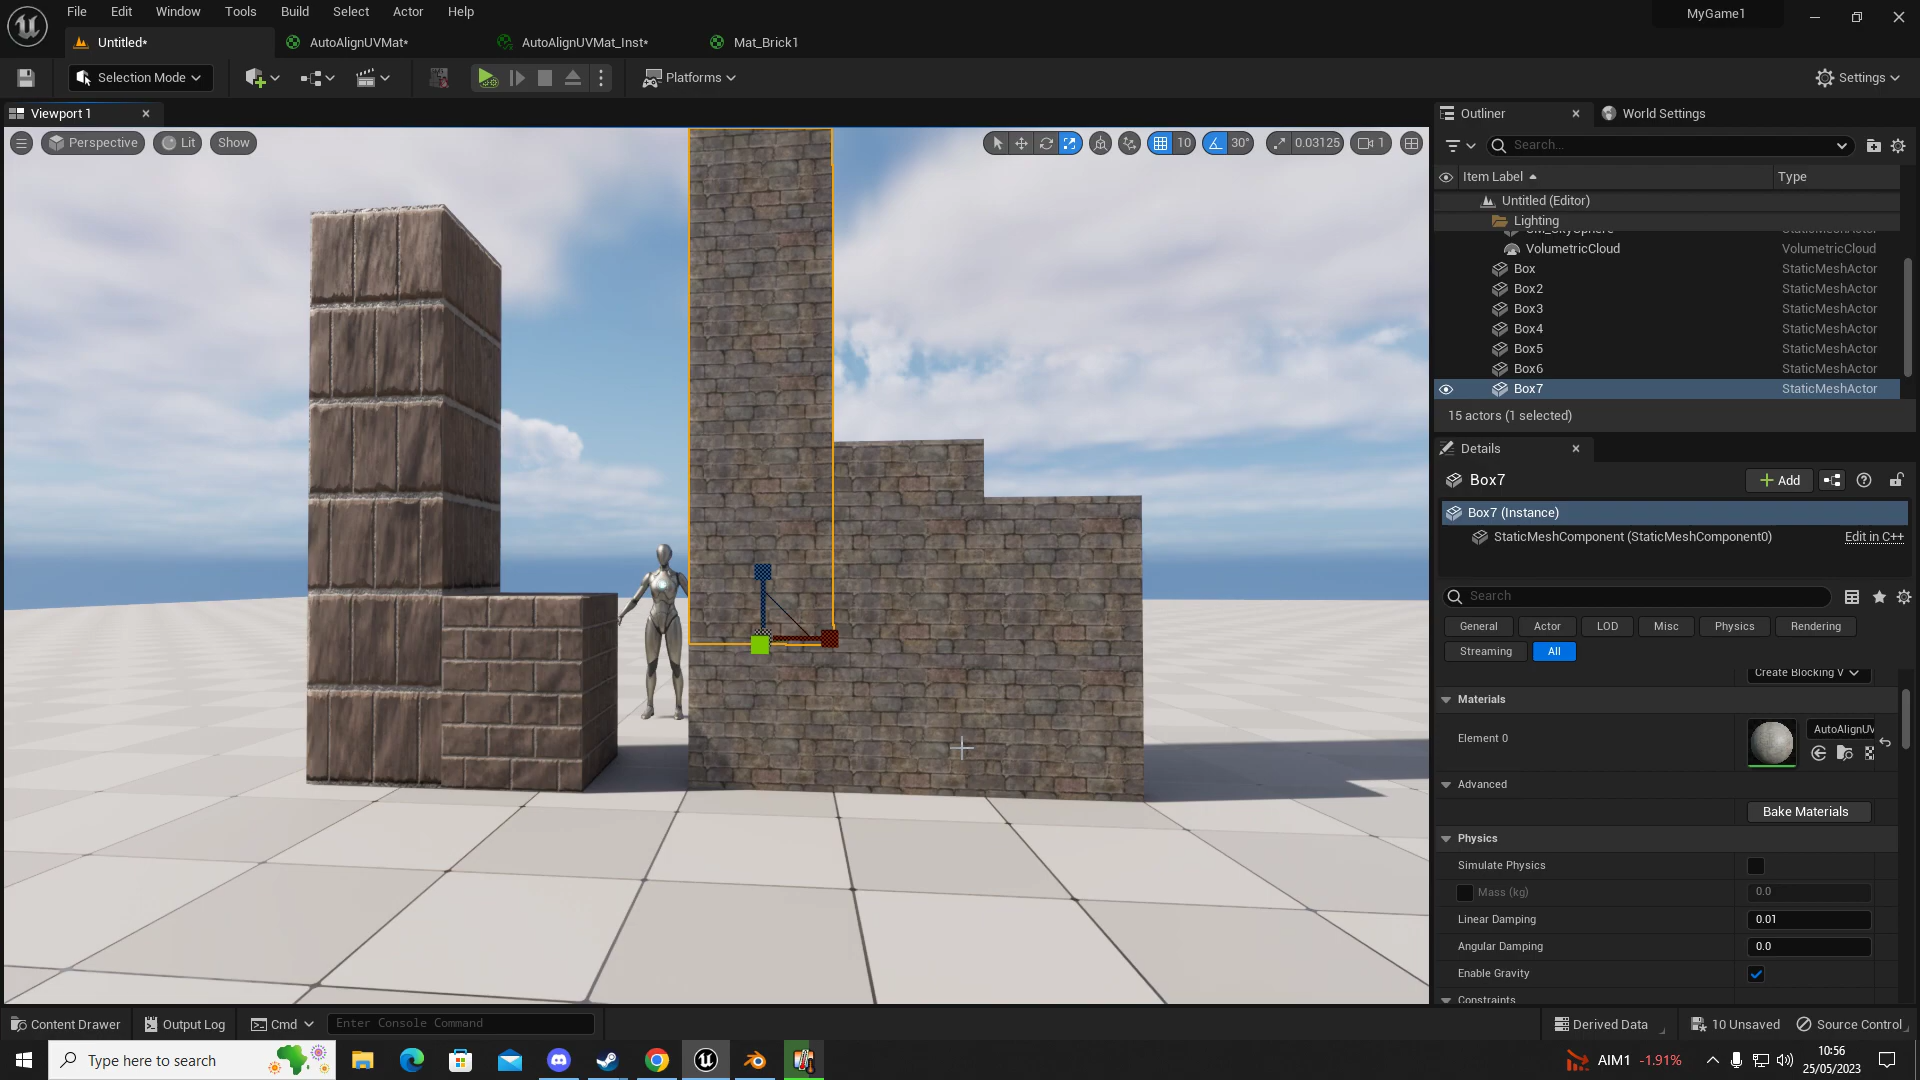 File Edit Window Tools Build Select Actor Help
MyGame1
Untitled*
AutoAlignUVMat*
AutoAlignUVMat_Inst*
Mat_Brick1
Selection Mode
Platforms
Settings
Viewport 1
Perspective
Lit
Show
10
30°
0.03125
1
Outliner
World Settings
Search...
Item Label
Type
Untitled (Editor)
Lighting
SM_SkySphere StaticMeshActor
VolumetricCloud VolumetricCloud
Box StaticMeshActor
Box2 StaticMeshActor
Box3 StaticMeshActor
Box4 StaticMeshActor
Box5 StaticMeshActor
Box6 StaticMeshActor
Box7 StaticMeshActor
15 actors (1 selected)
Details
Box7
Add
Box7 (Instance)
StaticMeshComponent (StaticMeshComponent0)
Edit in C++
Search
General Actor LOD Misc Physics Rendering
Streaming All
Create Blocking V
Materials
Element 0
AutoAlignUV
Advanced
Bake Materials
Physics
Simulate Physics
Mass (kg) 0.0
Linear Damping 0.01
Angular Damping 0.0
Enable Gravity
Constraints
Content Drawer
Output Log
Cmd
Enter Console Command
Derived Data
10 Unsaved
Source Control
Type here to search
AIM1 -1.91%
10:56
25/05/2023